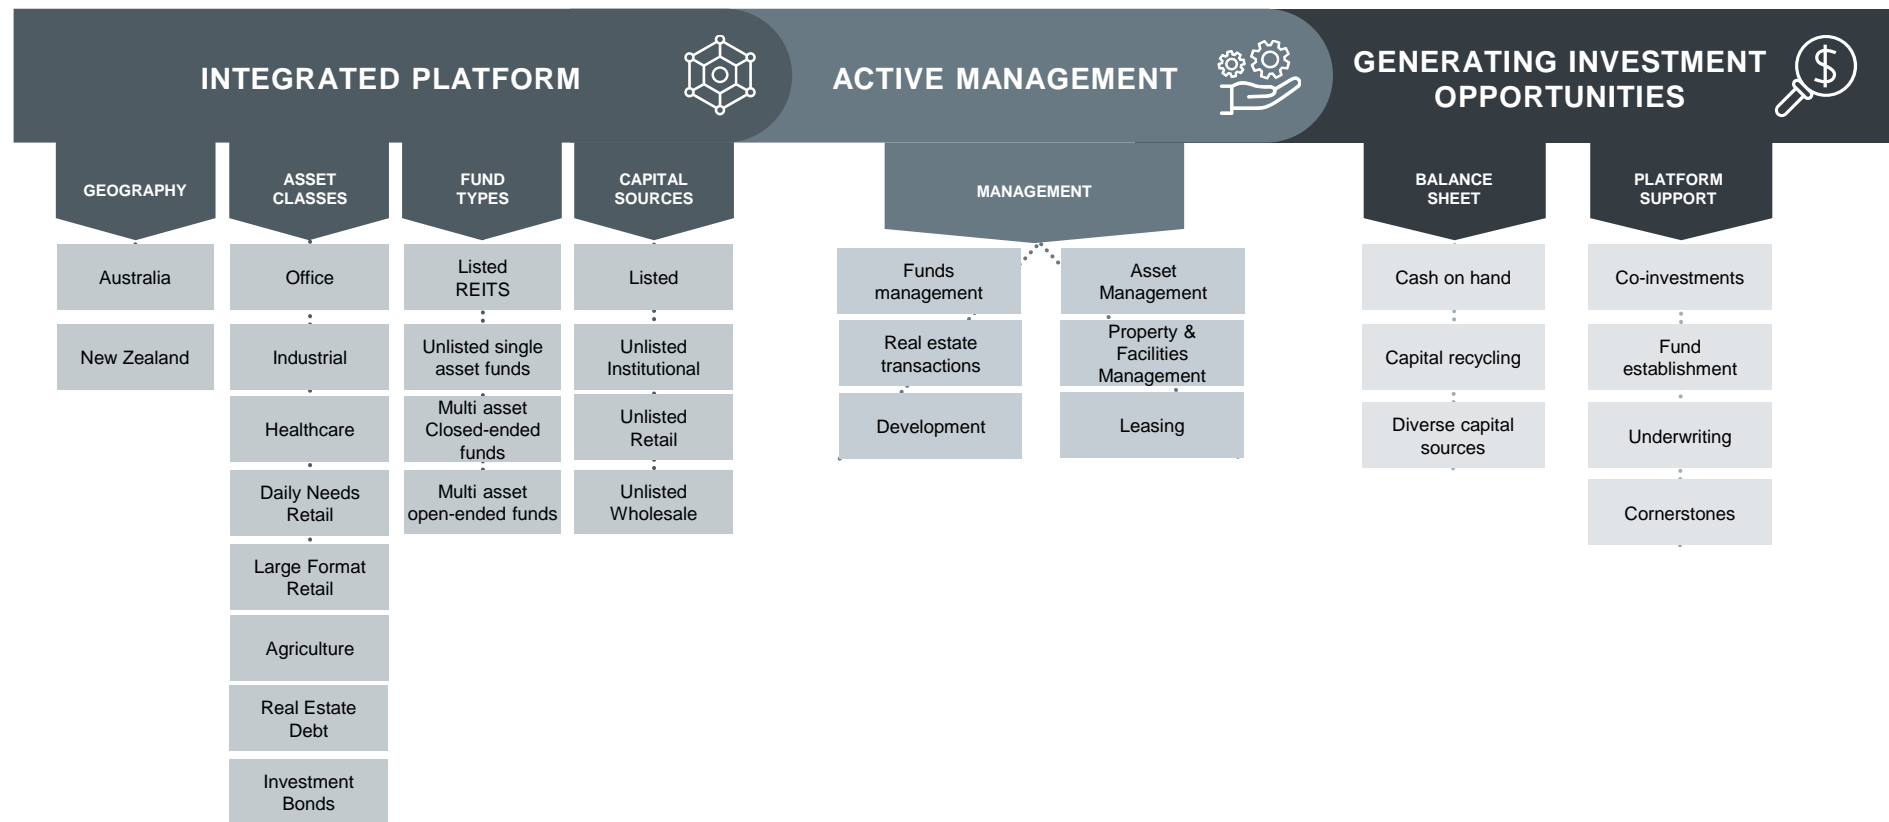 INTEGRATED PLATFORM
ACTIVE MANAGEMENT
GENERATING INVESTMENT
OPPORTUNITIES
$
GEOGRAPHY
Australia
New Zealand
ASSET
CLASSES
Office
Industrial
Healthcare
Daily Needs
Retail
Large Format
Retail
Agriculture
Real Estate
Debt
Investment
Bonds
FUND
TYPES
Listed
REITS
Unlisted single
asset funds
Multi asset
Closed-ended
funds
Multi asset
open-ended funds
CAPITAL
SOURCES
Listed
Unlisted
Institutional
Unlisted
Retail
Unlisted
Wholesale
MANAGEMENT
Funds
management
Real estate
transactions
Development
Asset
Management
Property &
Facilities
Management
Leasing
BALANCE
SHEET
Cash on hand
Capital recycling
Diverse capital
sources
PLATFORM
SUPPORT
Co-investments
Fund
establishment
Underwriting
Cornerstones